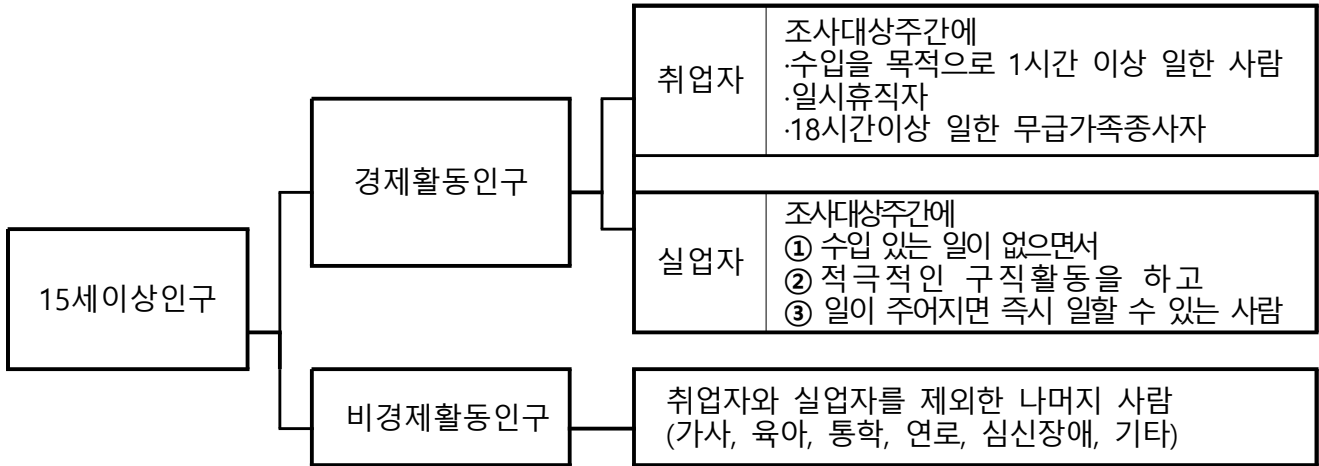 15세이상인구
경제활동인구
취업자
조사대상주간에
·수입을 목적으로 1시간 이상 일한 사람
·일시휴직자
·18시간이상 일한 무급가족종사자
실업자
조사대상주간에
① 수입 있는 일이 없으면서
② 적극적인 구직활동을 하고
③ 일이 주어지면 즉시 일할 수 있는 사람
비경제활동인구
취업자와 실업자를 제외한 나머지 사람
(가사, 육아, 통학, 연로, 심신장애, 기타)